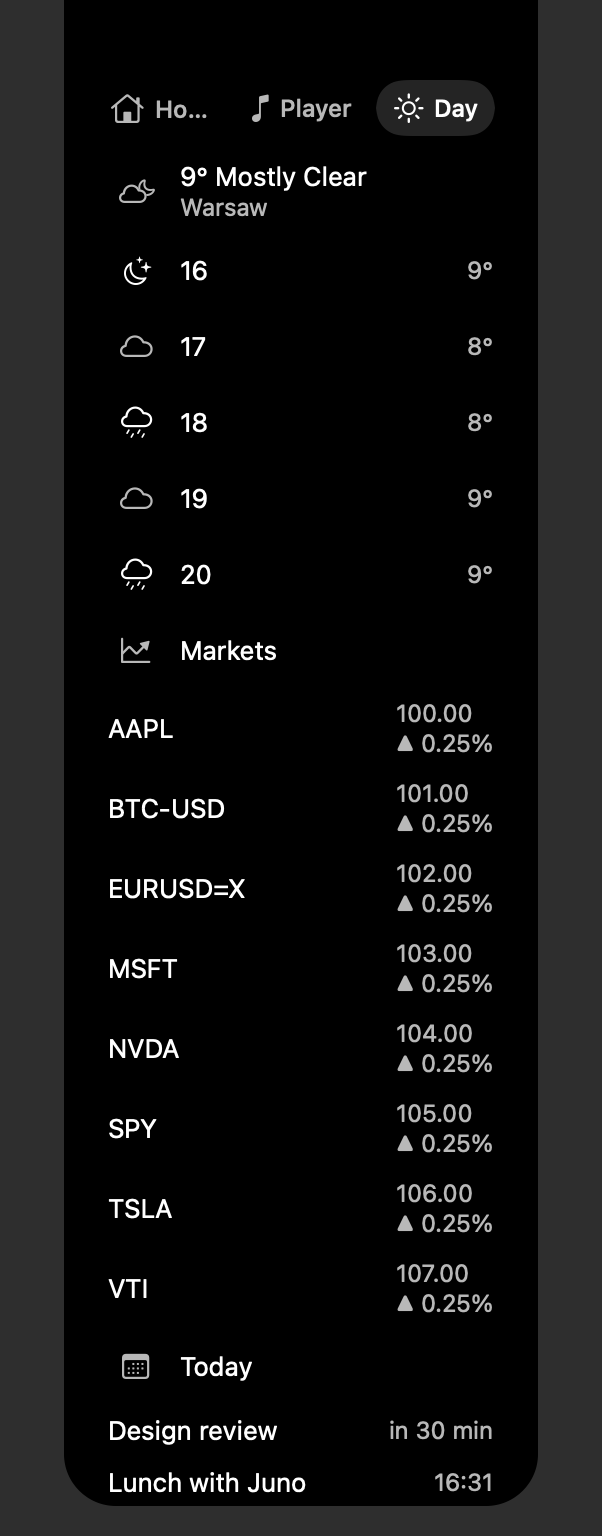 Ho... Player Day
9° Mostly Clear
Warsaw
16 9°
17 8°
18 8°
19 9°
20 9°
Markets
100.00
AAPL
▲ 0.25%
101.00
BTC-USD
▲ 0.25%
102.00
EURUSD=X
▲ 0.25%
103.00
MSFT
▲ 0.25%
104.00
NVDA
▲ 0.25%
105.00
SPY
▲ 0.25%
106.00
TSLA
▲ 0.25%
107.00
VTI
▲ 0.25%
Today
Design review in 30 min
Lunch with Juno 16:31